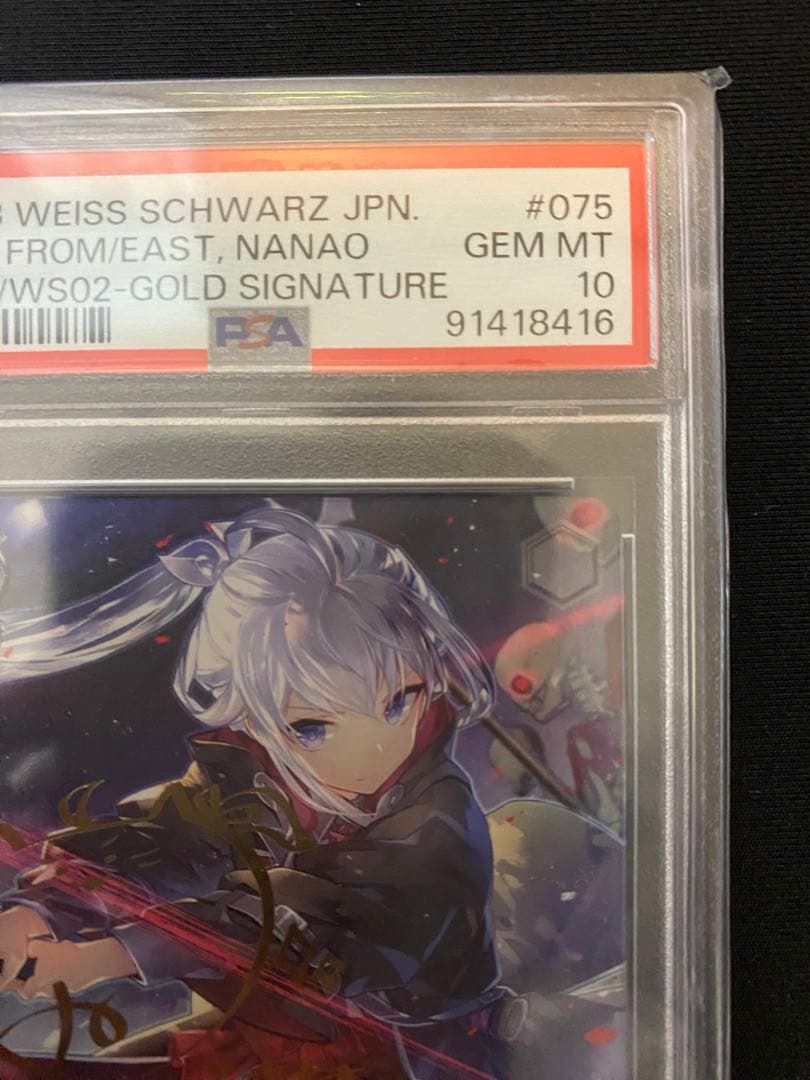 WEISS SCHWARZ JPN. #075
FROM/EAST, NANAO GEM MT
/WS02-GOLD SIGNATURE 10
PSA 91418416